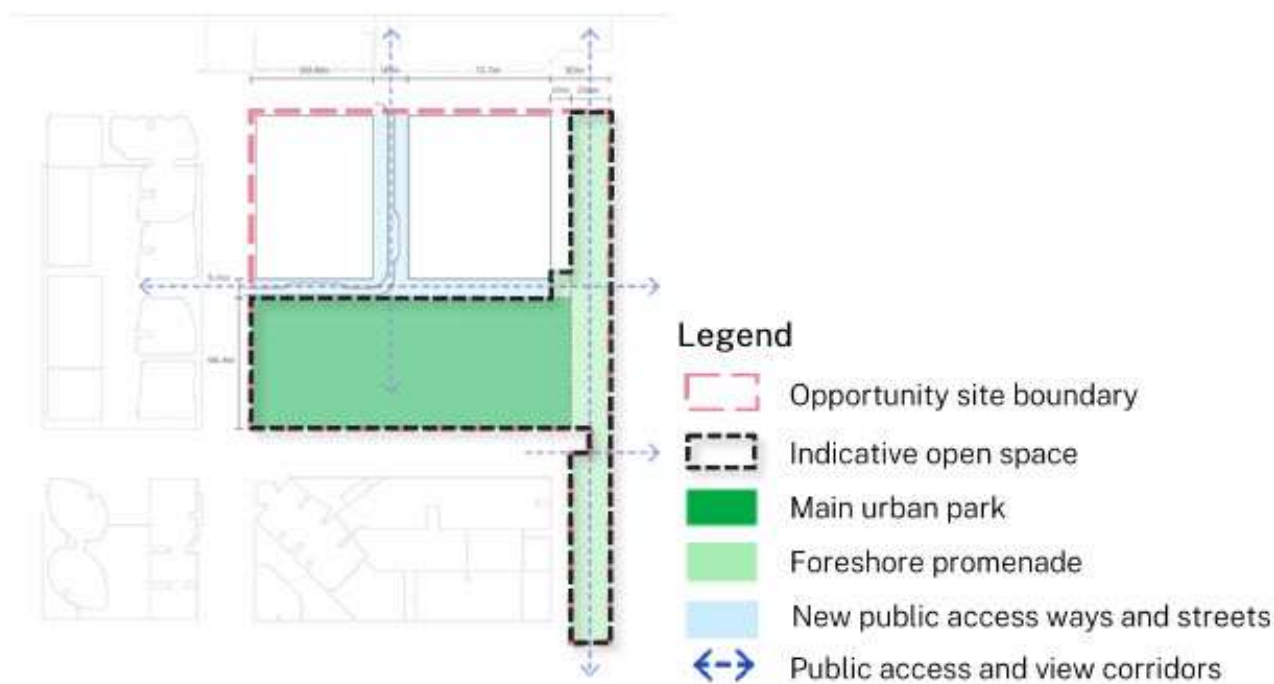 Legend
Opportunity site boundary
Indicative open space
Main urban park
Foreshore promenade
New public access ways and streets
Public access and view corridors